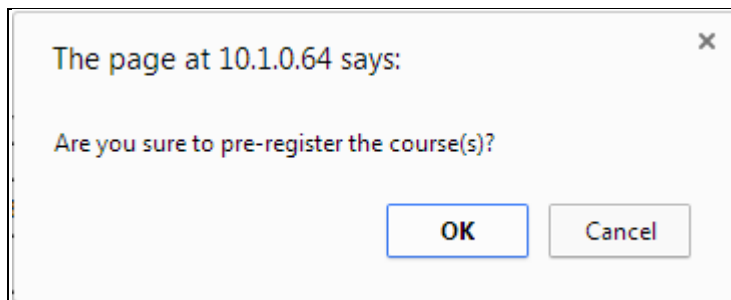 The page at 10.1.0.64 says:
Are you sure to pre-register the course(s)?
OK Cancel